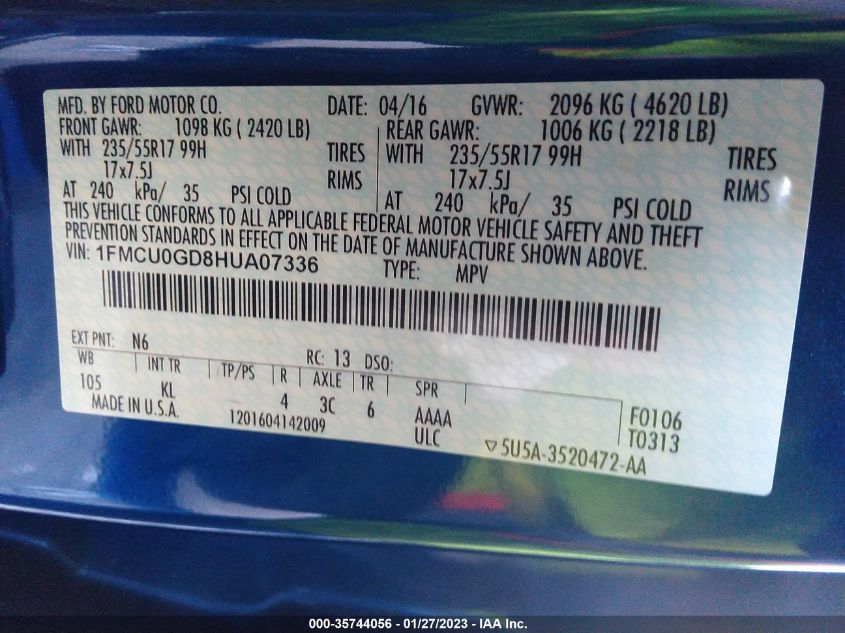 MFD. BY FORD MOTOR CO. DATE: 04/16 GVWR: 2096 KG ( 4620 LB)
FRONT GAWR: 1098 KG ( 2420 LB) REAR GAWR: 1006 KG ( 2218 LB)
WITH 235/55R17 99H TIRES WITH 235/55R17 99H TIRES
17x7.5J RIMS 17x7.5J RIMS
AT 240 kPa/ 35 PSI COLD AT 240 kPa/ 35 PSI COLD
THIS VEHICLE CONFORMS TO ALL APPLICABLE FEDERAL MOTOR VEHICLE SAFETY AND THEFT
PREVENTION STANDARDS IN EFFECT ON THE DATE OF MANUFACTURE SHOWN ABOVE.
VIN: 1FMCU0GD8HUA07336 TYPE: MPV
EXT PNT: N6 RC: 13 DSO:
WB INT TR TP/PS R AXLE TR SPR
105 KL 4 3C 6 AAAA F0106
MADE IN U.S.A. 1201604142009 ULC T0313
5U5A-3520472-AA
000-35744056 - 01/27/2023 - IAA Inc.